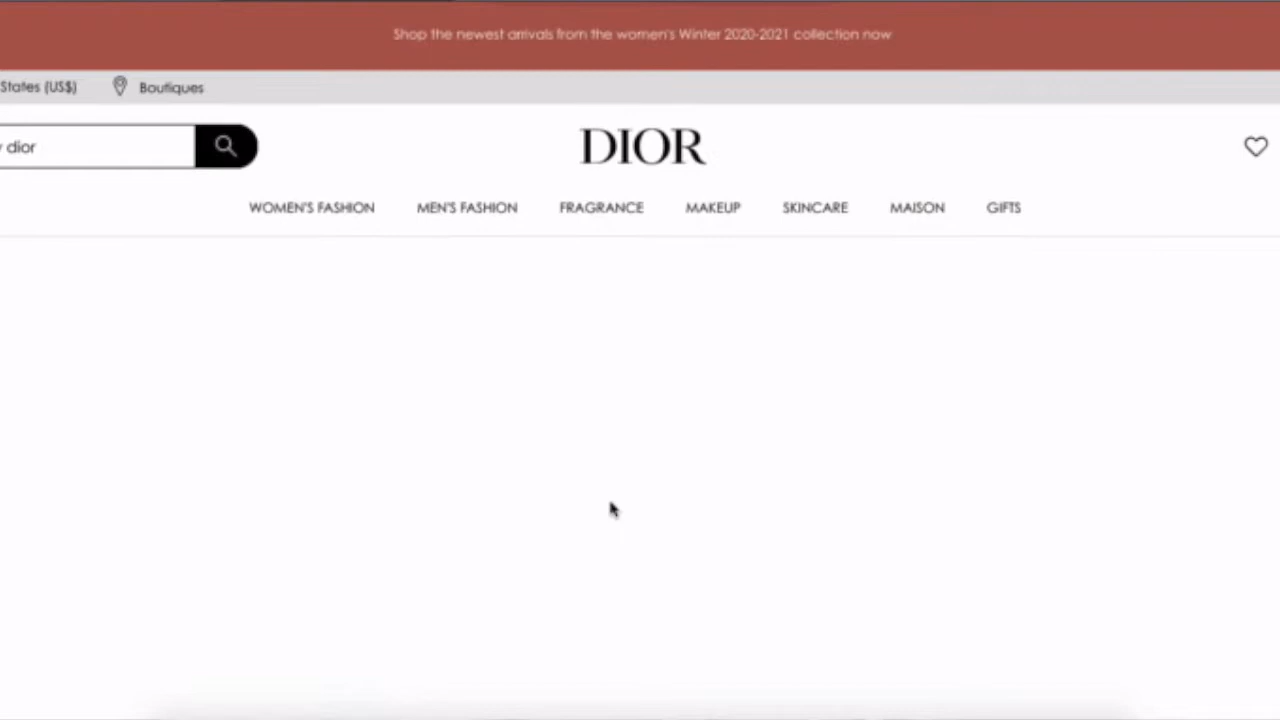 Shop the newest arrivals from the women's Winter 2020-2021 collection now
States (US$) Boutiques
dior
DIOR
WOMEN'S FASHION MEN'S FASHION FRAGRANCE MAKEUP SKINCARE MAISON GIFTS